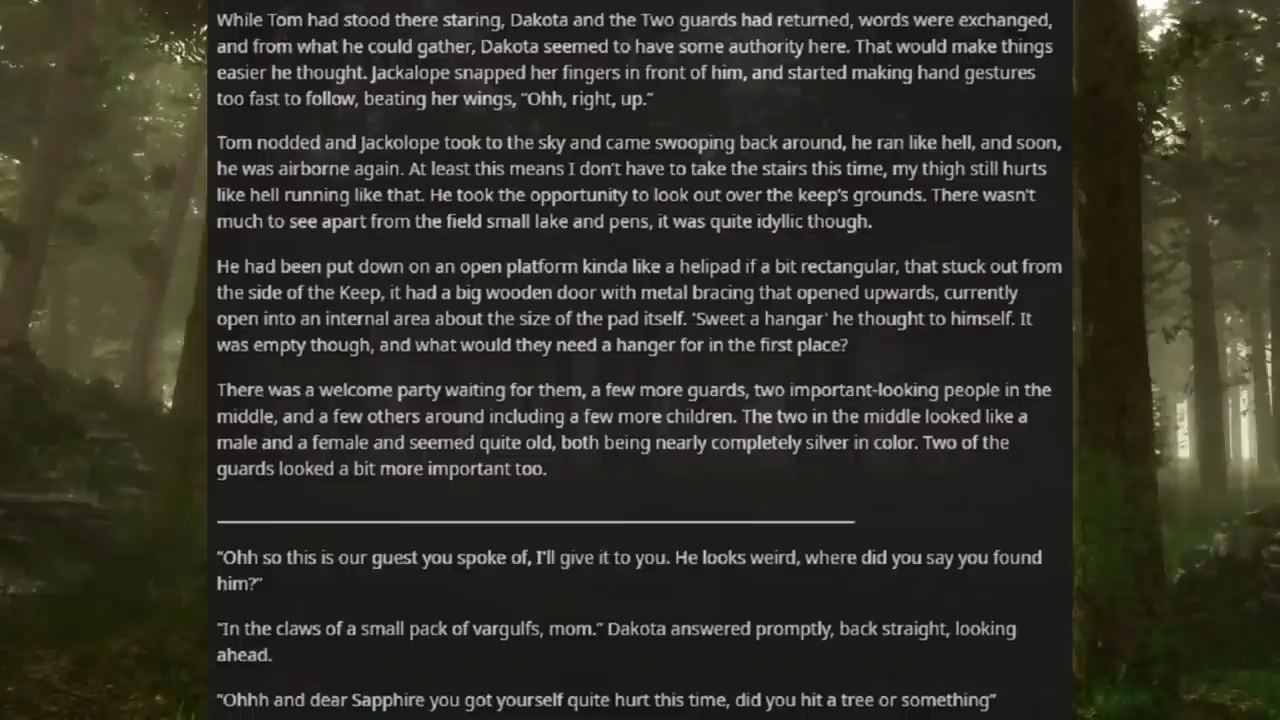 While Tom had stood there staring, Dakota and the Two guards had returned, words were exchanged,
and from what he could gather, Dakota seemed to have some authority here. That would make things
easier he thought. Jackalope snapped her fingers in front of him, and started making hand gestures
too fast to follow, beating her wings, “Ohh, right, up.”
Tom nodded and Jackolope took to the sky and came swooping back around, he ran like hell, and soon,
he was airborne again. At least this means I don't have to take the stairs this time, my thigh still hurts
like hell running like that. He took the opportunity to look out over the keep's grounds. There wasn't
much to see apart from the field small lake and pens, it was quite idyllic though.
He had been put down on an open platform kinda like a helipad if a bit rectangular, that stuck out from
the side of the Keep, it had a big wooden door with metal bracing that opened upwards, currently
open into an internal area about the size of the pad itself. 'Sweet a hangar' he thought to himself. It
was empty though, and what would they need a hanger for in the first place?
There was a welcome party waiting for them, a few more guards, two important-looking people in the
middle, and a few others around including a few more children. The two in the middle looked like a
male and a female and seemed quite old, both being nearly completely silver in color. Two of the
guards looked a bit more important too.
“Ohh so this is our guest you spoke of, I'll give it to you. He looks weird, where did you say you found
him?”
“In the claws of a small pack of vargulfs, mom.” Dakota answered promptly, back straight, looking
ahead.
“Ohhh and dear Sapphire you got yourself quite hurt this time, did you hit a tree or something”